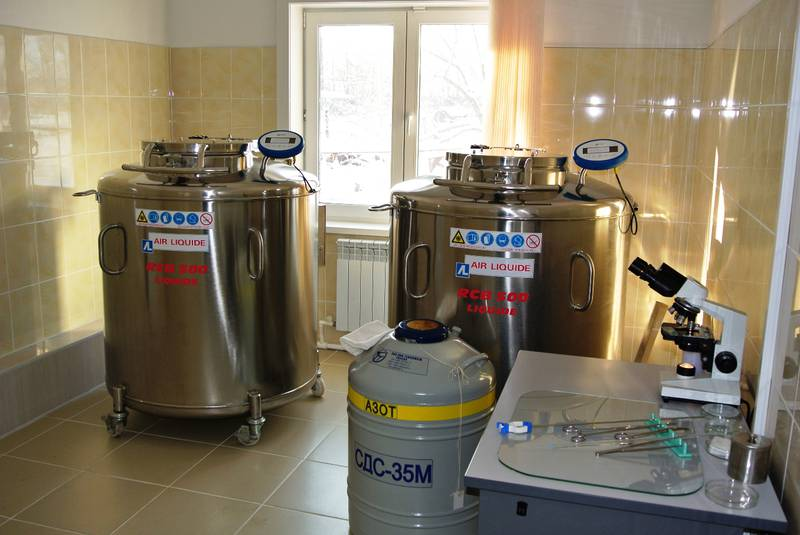 AIR LIQUIDE
RCB 500
LIQUIDE
AIR LIQUIDE
RCB 500
LIQUIDE
АЗОТ
СДС-35М